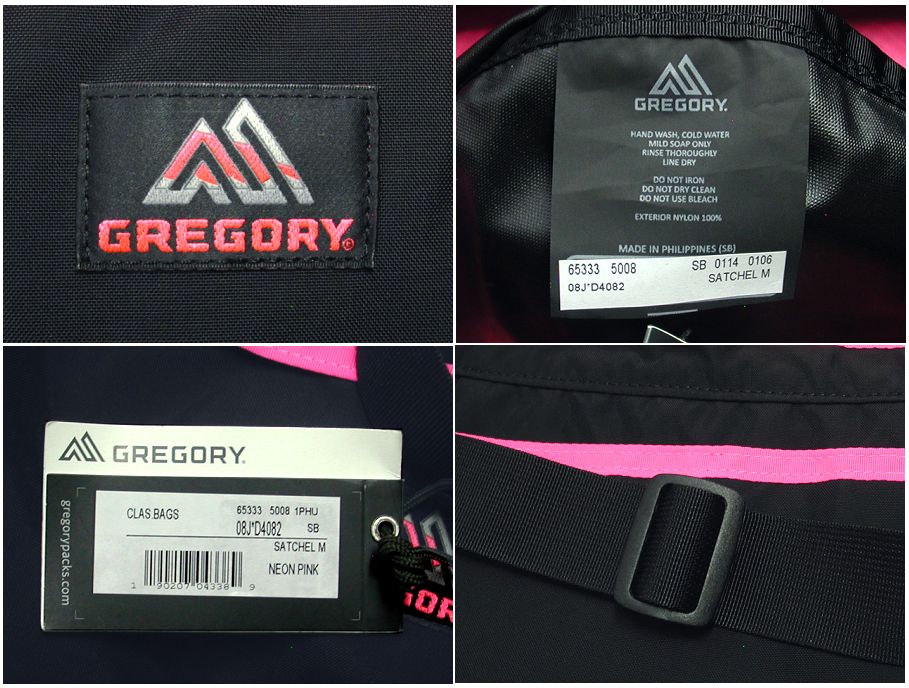 GREGORY®
GREGORY.
HAND WASH, COLD WATER
MILD SOAP ONLY
RINSE THOROUGHLY
LINE DRY
DO NOT IRON
DO NOT DRY CLEAN
DO NOT USE BLEACH
EXTERIOR NYLON 100%
MADE IN PHILIPPINES (SB)
65333 5008 SB 0114 0106
08J*D4082 SATCHEL M
GREGORY.
gregorypacks.com
CLAS.BAGS 65333 5008 1PHU
08J*D4082 SB
SATCHEL M
1 90207 04338 9
NEON PINK